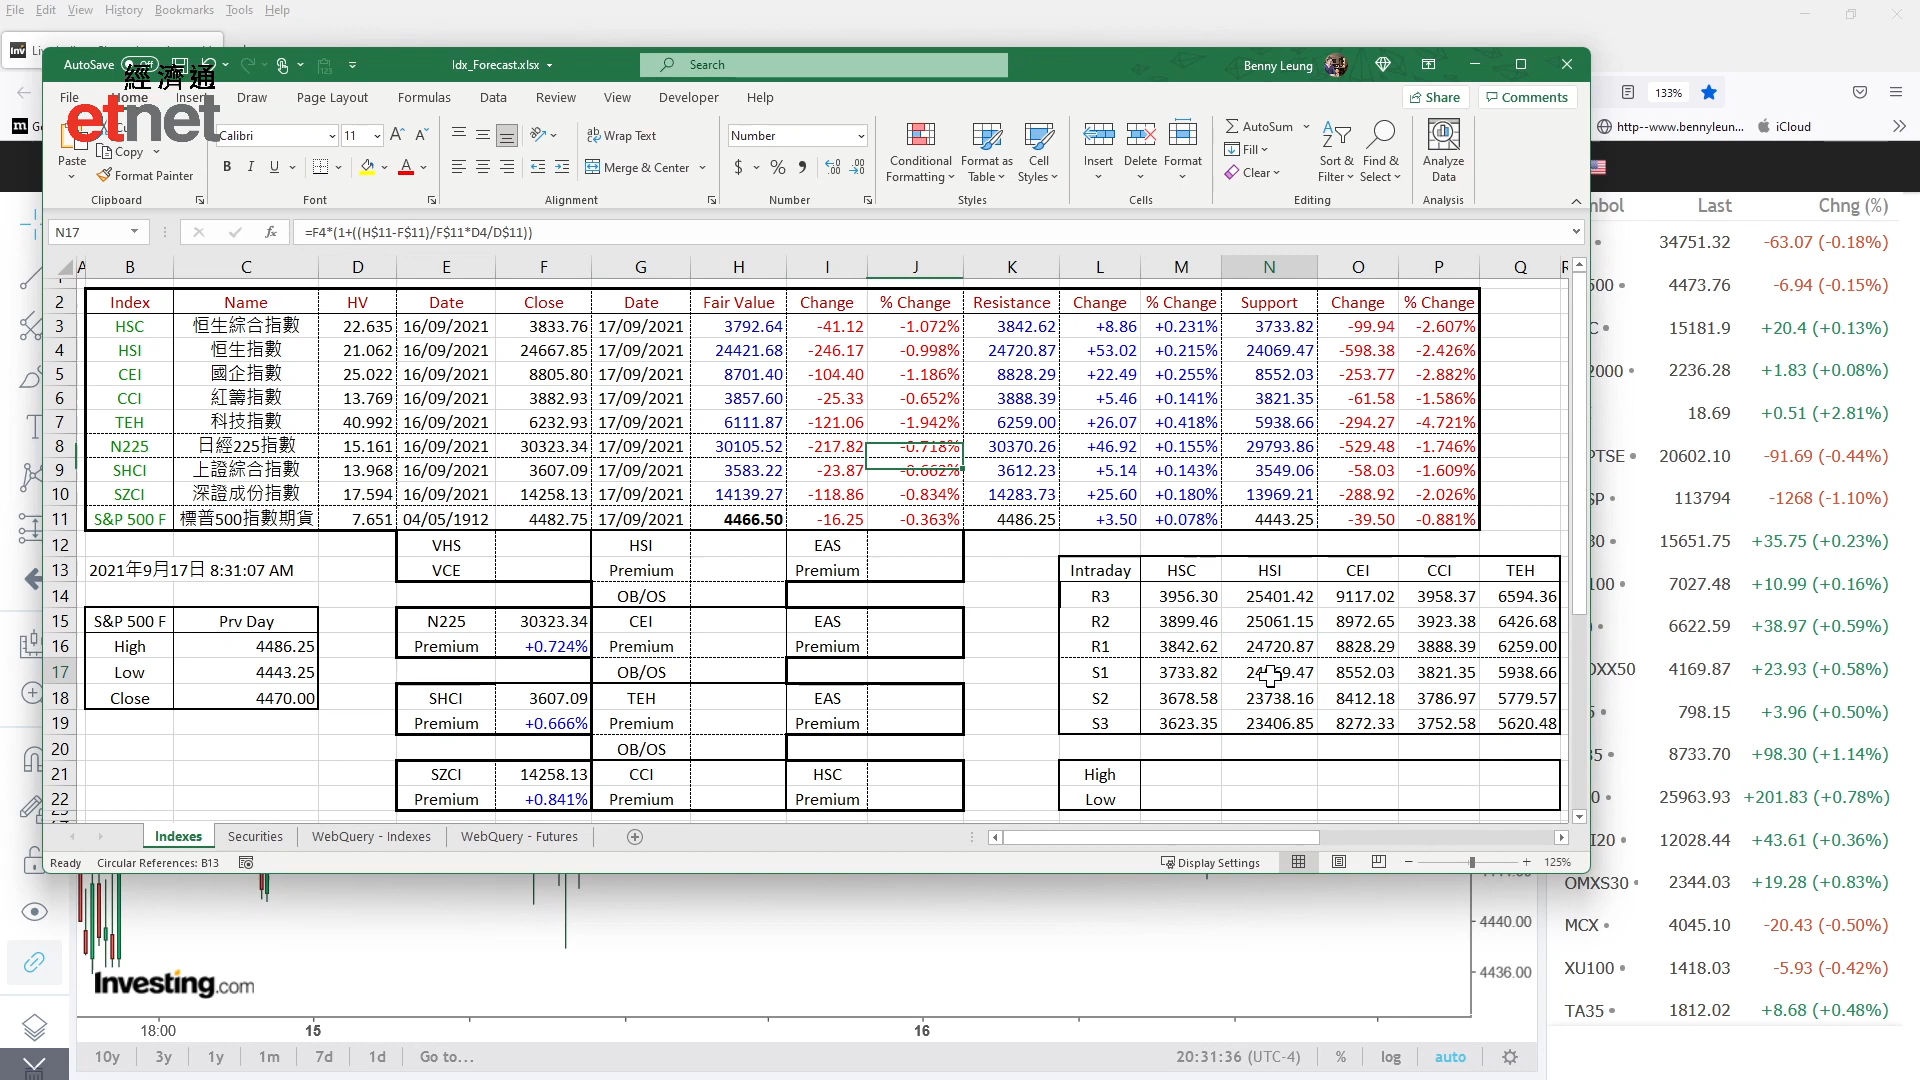 File Edit View History Bookmarks Tools Help
AutoSave Off Idx_Forecast.xlsx Search Benny Leung
經濟通
etnet
File Home Insert Draw Page Layout Formulas Data Review View Developer Help Share Comments
133%
http--www.bennyleun... iCloud
Paste Copy Format Painter
Calibri 11
Wrap Text
Merge & Center
Number
Conditional Formatting Format as Table Cell Styles
Insert Delete Format
AutoSum Fill Clear
Sort & Filter Find & Select
Analyze Data
Clipboard Font Alignment Number Styles Cells Editing Analysis
N17 =F4*(1+((H$11-F$11)/F$11*D4/D$11))
A B C D E F G H I J K L M N O P Q R
2 Index Name HV Date Close Date Fair Value Change % Change Resistance Change % Change Support Change % Change
3 HSC 恒生綜合指數 22.635 16/09/2021 3833.76 17/09/2021 3792.64 -41.12 -1.072% 3842.62 +8.86 +0.231% 3733.82 -99.94 -2.607%
4 HSI 恒生指數 21.062 16/09/2021 24667.85 17/09/2021 24421.68 -246.17 -0.998% 24720.87 +53.02 +0.215% 24069.47 -598.38 -2.426%
5 CEI 國企指數 25.022 16/09/2021 8805.80 17/09/2021 8701.40 -104.40 -1.186% 8828.29 +22.49 +0.255% 8552.03 -253.77 -2.882%
6 CCI 紅籌指數 13.769 16/09/2021 3882.93 17/09/2021 3857.60 -25.33 -0.652% 3888.39 +5.46 +0.141% 3821.35 -61.58 -1.586%
7 TEH 科技指數 40.992 16/09/2021 6232.93 17/09/2021 6111.87 -121.06 -1.942% 6259.00 +26.07 +0.418% 5938.66 -294.27 -4.721%
8 N225 日經225指數 15.161 16/09/2021 30323.34 17/09/2021 30105.52 -217.82 -0.718% 30370.26 +46.92 +0.155% 29793.86 -529.48 -1.746%
9 SHCI 上證綜合指數 13.968 16/09/2021 3607.09 17/09/2021 3583.22 -23.87 -0.662% 3612.23 +5.14 +0.143% 3549.06 -58.03 -1.609%
10 SZCI 深證成份指數 17.594 16/09/2021 14258.13 17/09/2021 14139.27 -118.86 -0.834% 14283.73 +25.60 +0.180% 13969.21 -288.92 -2.026%
11 S&P 500 F 標普500指數期貨 7.651 04/05/1912 4482.75 17/09/2021 4466.50 -16.25 -0.363% 4486.25 +3.50 +0.078% 4443.25 -39.50 -0.881%
12 VHS HSI EAS
13 2021年9月17日 8:31:07 AM VCE Premium Premium Intraday HSC HSI CEI CCI TEH
14 OB/OS R3 3956.30 25401.42 9117.02 3958.37 6594.36
15 S&P 500 F Prv Day N225 30323.34 CEI EAS R2 3899.46 25061.15 8972.65 3923.38 6426.68
16 High 4486.25 Premium +0.724% Premium Premium R1 3842.62 24720.87 8828.29 3888.39 6259.00
17 Low 4443.25 OB/OS S1 3733.82 8552.03 3821.35 5938.66
18 Close 4470.00 SHCI 3607.09 TEH EAS S2 3678.58 23738.16 8412.18 3786.97 5779.57
19 Premium +0.666% Premium Premium S3 3623.35 23406.85 8272.33 3752.58 5620.48
20 OB/OS
21 SZCI 14258.13 CCI HSC High
22 Premium +0.841% Premium Premium Low
Indexes Securities WebQuery - Indexes WebQuery - Futures
Ready Circular References: B13 Display Settings 125%
Last Chng (%)
34751.32 -63.07 (-0.18%)
4473.76 -6.94 (-0.15%)
15181.9 +20.4 (+0.13%)
2236.28 +1.83 (+0.08%)
18.69 +0.51 (+2.81%)
20602.10 -91.69 (-0.44%)
113794 -1268 (-1.10%)
15651.75 +35.75 (+0.23%)
7027.48 +10.99 (+0.16%)
6622.59 +38.97 (+0.59%)
4169.87 +23.93 (+0.58%)
798.15 +3.96 (+0.50%)
8733.70 +98.30 (+1.14%)
25963.93 +201.83 (+0.78%)
12028.44 +43.61 (+0.36%)
OMXS30 2344.03 +19.28 (+0.83%)
MCX 4045.10 -20.43 (-0.50%)
XU100 1418.03 -5.93 (-0.42%)
TA35 1812.02 +8.68 (+0.48%)
4440.00
4436.00
Investing.com
18:00 15 16
10y 3y 1y 1m 7d 1d Go to... 20:31:36 (UTC-4) % log auto